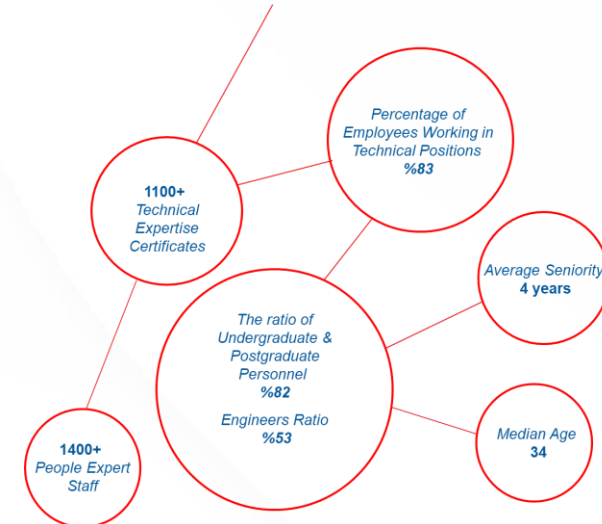 Percentage of
Employees Working in
Technical Positions
%83
1100+
Technical
Expertise
Certificates
Average Seniority
4 years
The ratio of
Undergraduate &
Postgraduate
Personnel
%82
Engineers Ratio
%53
Median Age
34
1400+
People Expert
Staff